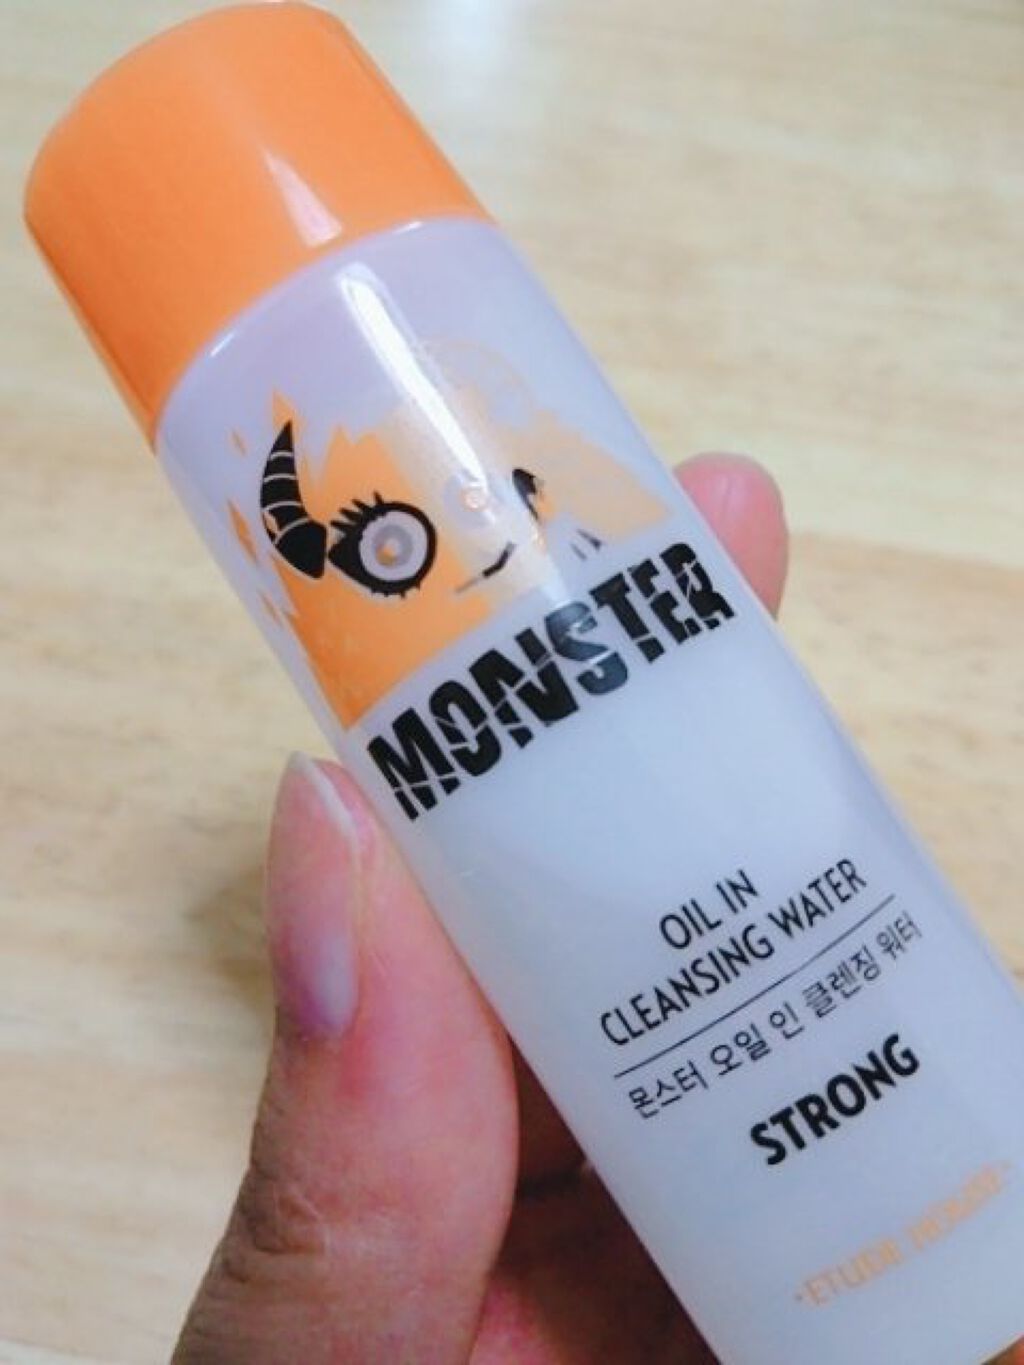 MONSTER
OIL IN
CLEANSING WATER
몬스터 오일 인 클렌징 워터
STRONG
·ETUDE HOUSE·